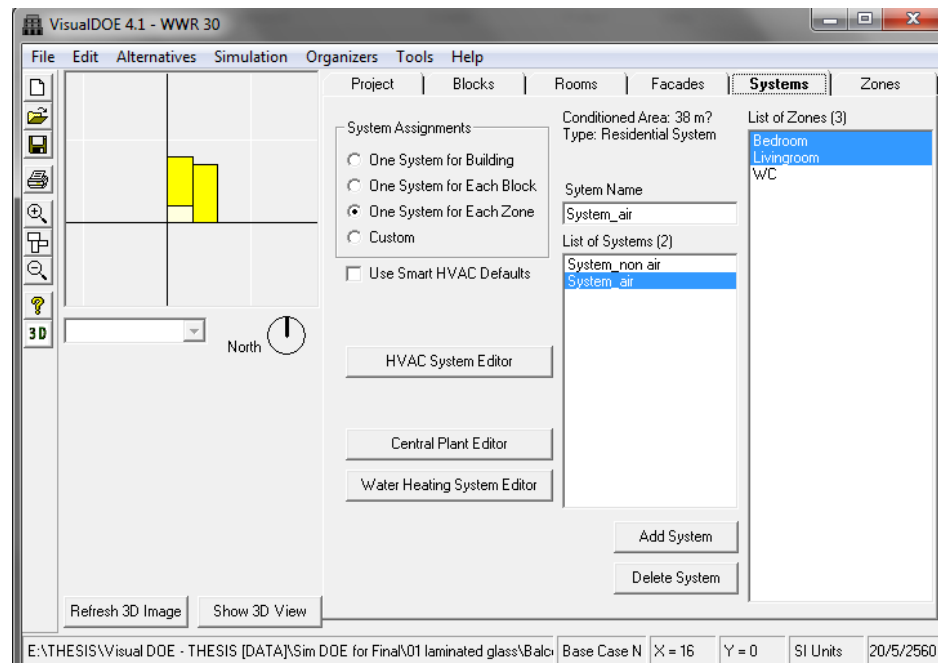 VisualDOE 4.1 - WWR 30
File Edit Alternatives Simulation Organizers Tools Help
Project Blocks Rooms Facades Systems Zones
System Assignments
One System for Building
One System for Each Block
One System for Each Zone
Custom
Use Smart HVAC Defaults
HVAC System Editor
Central Plant Editor
Water Heating System Editor
Conditioned Area: 38 m?
Type: Residential System
Sytem Name
System_air
List of Systems (2)
System_non air
System_air
Add System
Delete System
List of Zones (3)
Bedroom
Livingroom
WC
3D
North
Refresh 3D Image Show 3D View
E:\THESIS\Visual DOE - THESIS [DATA]\Sim DOE for Final\01 laminated glass\Balc Base Case N X = 16 Y = 0 SI Units 20/5/2560